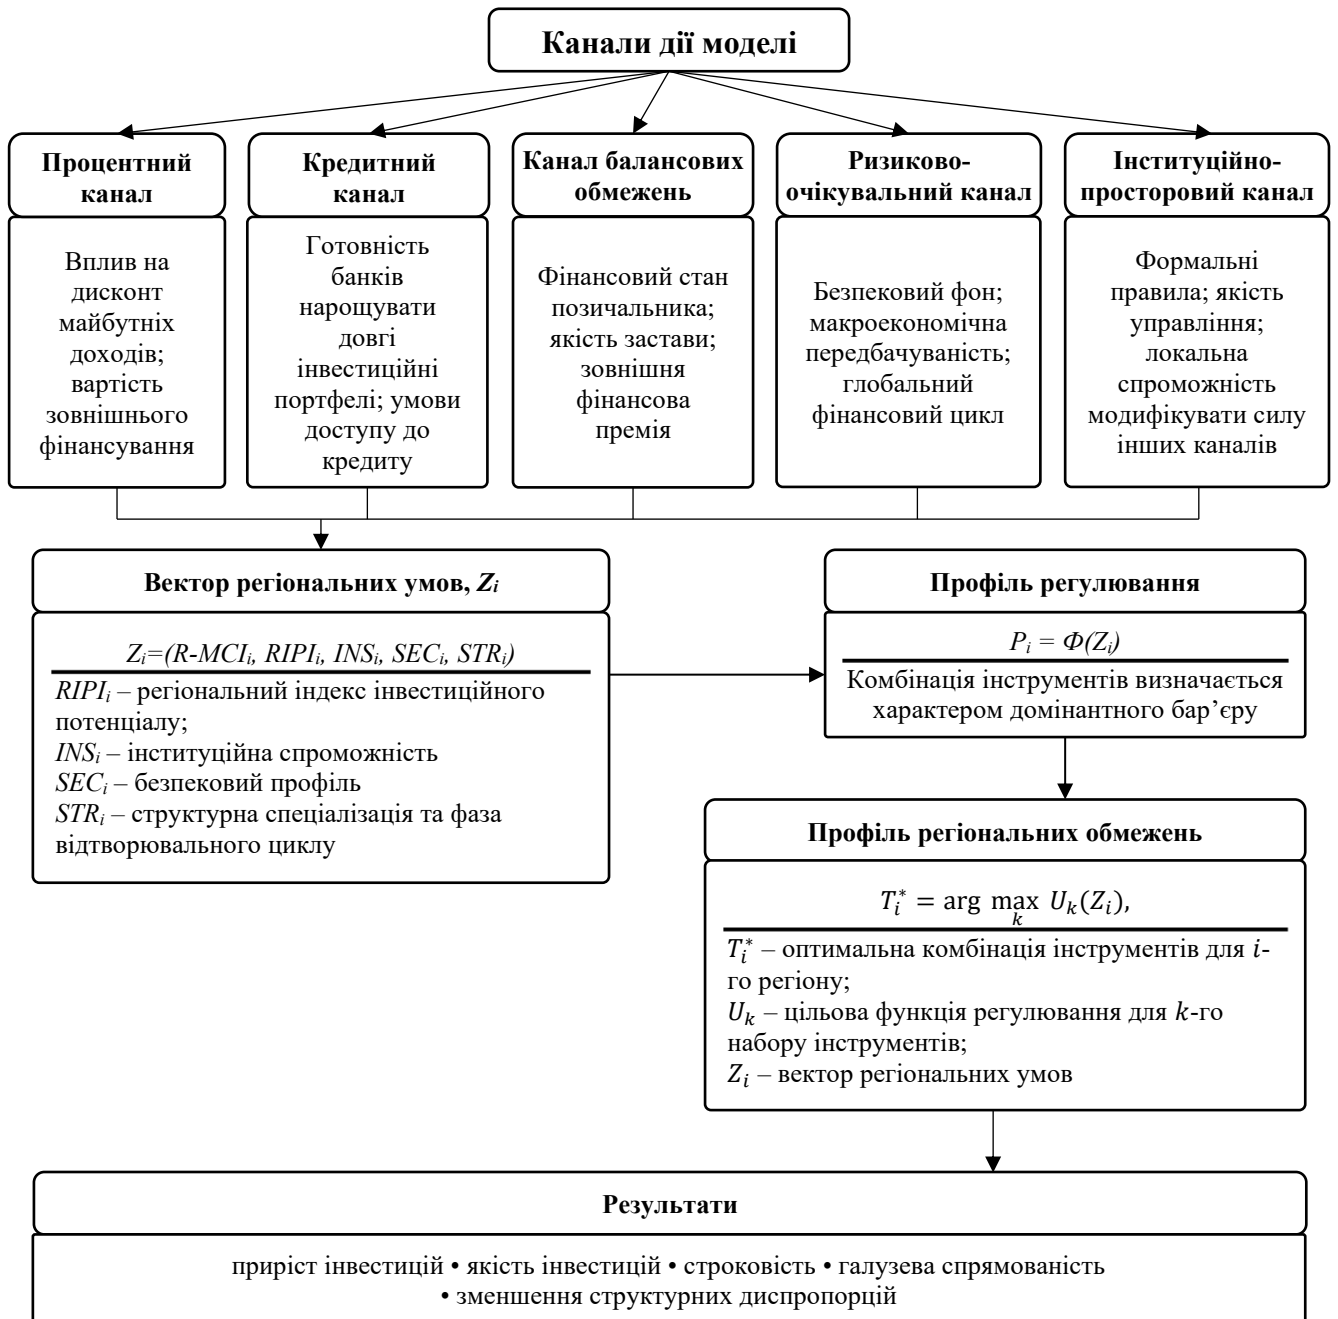 Канали дії моделі
Процентний
канал
Вплив на
дисконт
майбутніх
доходів;
вартість
зовнішнього
фінансування
Кредитний
канал
Готовність
банків
нарощувати
довгі
інвестиційні
портфелі; умови
доступу до
кредиту
Канал балансових
обмежень
Фінансовий стан
позичальника;
якість застави;
зовнішня
фінансова
премія
Ризиково-
очікувальний канал
Безпековий фон;
макроекономічна
передбачуваність;
глобальний
фінансовий цикл
Інституційно-
просторовий канал
Формальні
правила; якість
управління;
локальна
спроможність
модифікувати силу
інших каналів
Вектор регіональних умов, Zᵢ
Zᵢ=(R-MCIᵢ, RIPIᵢ, INSᵢ, SECᵢ, STRᵢ)
RIPIᵢ – регіональний індекс інвестиційного
потенціалу;
INSᵢ – інституційна спроможність
SECᵢ – безпековий профіль
STRᵢ – структурна спеціалізація та фаза
відтворювального циклу
Профіль регулювання
Pᵢ = Φ(Zᵢ)
Комбінація інструментів визначається
характером домінантного бар’єру
Профіль регіональних обмежень
Tᵢ* = arg max Uₖ(Zᵢ),
k
Tᵢ* – оптимальна комбінація інструментів для i-
го регіону;
Uₖ – цільова функція регулювання для k-го
набору інструментів;
Zᵢ – вектор регіональних умов
Результати
приріст інвестицій • якість інвестицій • строковість • галузева спрямованість
• зменшення структурних диспропорцій